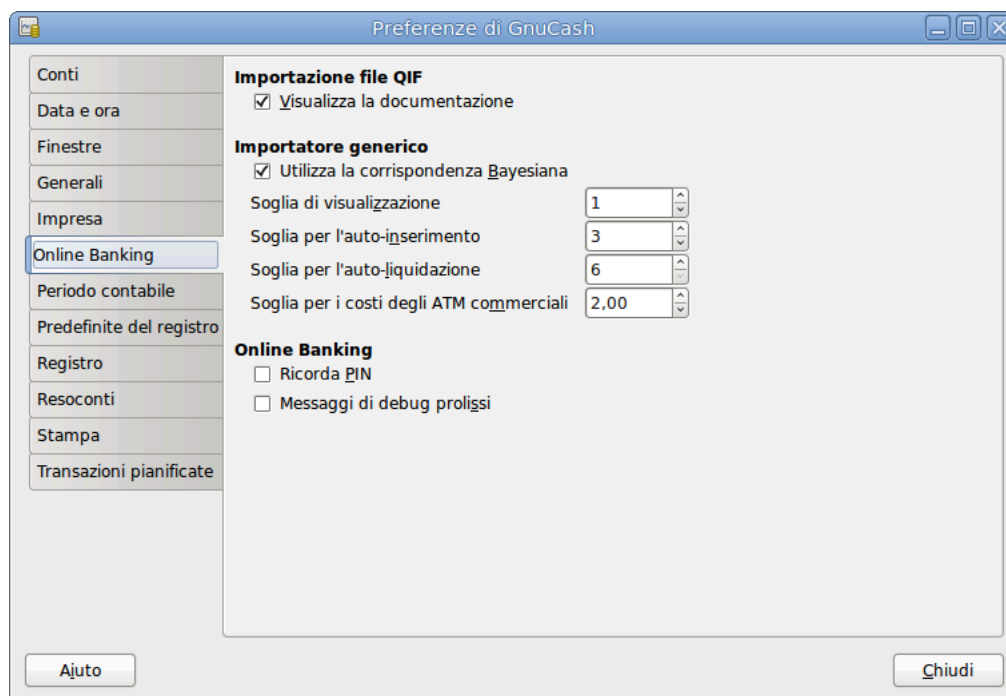 Preferenze di GnuCash
Conti
Data e ora
Finestre
Generali
Impresa
Online Banking
Periodo contabile
Predefinite del registro
Registro
Resoconti
Stampa
Transazioni pianificate
Importazione file QIF
Visualizza la documentazione
Importatore generico
Utilizza la corrispondenza Bayesiana
Soglia di visualizzazione 1
Soglia per l'auto-inserimento 3
Soglia per l'auto-liquidazione 6
Soglia per i costi degli ATM commerciali 2,00
Online Banking
Ricorda PIN
Messaggi di debug prolissi
Aiuto
Chiudi